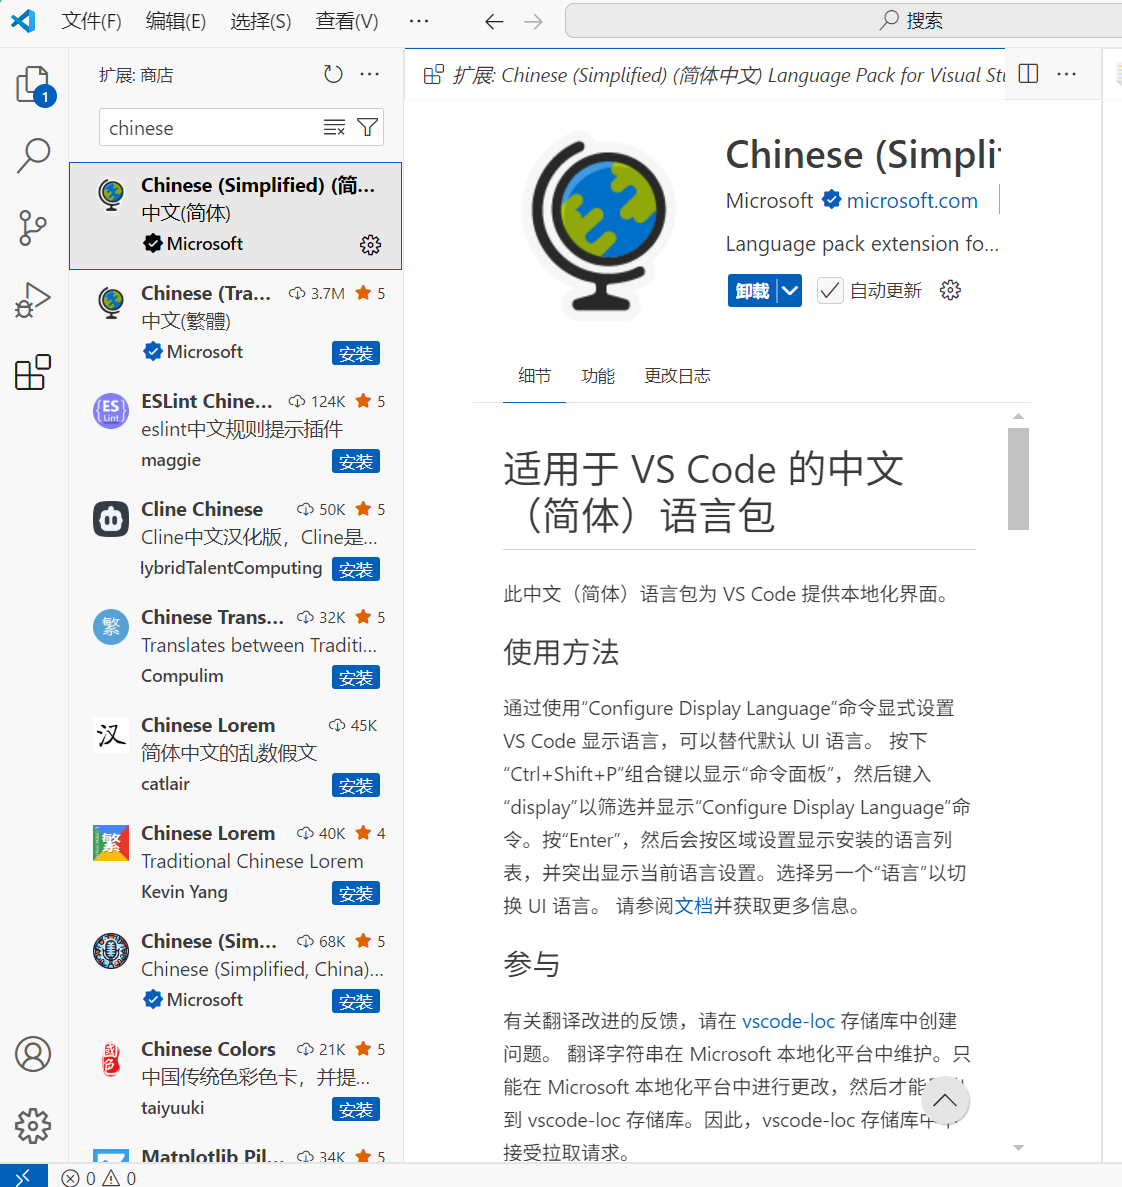 文件(F) 编辑(E) 选择(S) 查看(V) ··· 搜索
扩展: 商店
chinese
Chinese (Simplified) (简...
中文(简体)
Microsoft
Chinese (Tra... 3.7M 5
中文(繁體)
Microsoft 安装
ES
Lint
ESLint Chine... 124K 5
eslint中文规则提示插件
maggie 安装
Cline Chinese 50K 5
Cline中文汉化版，Cline是...
lybridTalentComputing 安装
繁
Chinese Trans... 32K 5
Translates between Traditi...
Compulim 安装
汉
Chinese Lorem 45K
简体中文的乱数假文
catlair 安装
繁
Chinese Lorem 40K 4
Traditional Chinese Lorem
Kevin Yang 安装
Chinese (Sim... 68K 5
Chinese (Simplified, China)...
Microsoft 安装
國色
Chinese Colors 21K 5
中国传统色彩色卡，并提...
taiyuuki 安装
Matplotlib Pil... 34K 5
1
0 0
扩展: Chinese (Simplified) (简体中文) Language Pack for Visual Stu
Chinese (Simplif
Microsoft microsoft.com
Language pack extension fo...
卸载 自动更新
细节 功能 更改日志
适用于 VS Code 的中文
（简体）语言包
此中文（简体）语言包为 VS Code 提供本地化界面。
使用方法
通过使用“Configure Display Language”命令显式设置
VS Code 显示语言，可以替代默认 UI 语言。 按下
“Ctrl+Shift+P”组合键以显示“命令面板”，然后键入
“display”以筛选并显示“Configure Display Language”命
令。按“Enter”，然后会按区域设置显示安装的语言列
表，并突出显示当前语言设置。选择另一个“语言”以切
换 UI 语言。 请参阅文档并获取更多信息。
参与
有关翻译改进的反馈，请在 vscode-loc 存储库中创建
问题。 翻译字符串在 Microsoft 本地化平台中维护。只
能在 Microsoft 本地化平台中进行更改，然后才能
到 vscode-loc 存储库。因此，vscode-loc 存储库中
接受拉取请求。